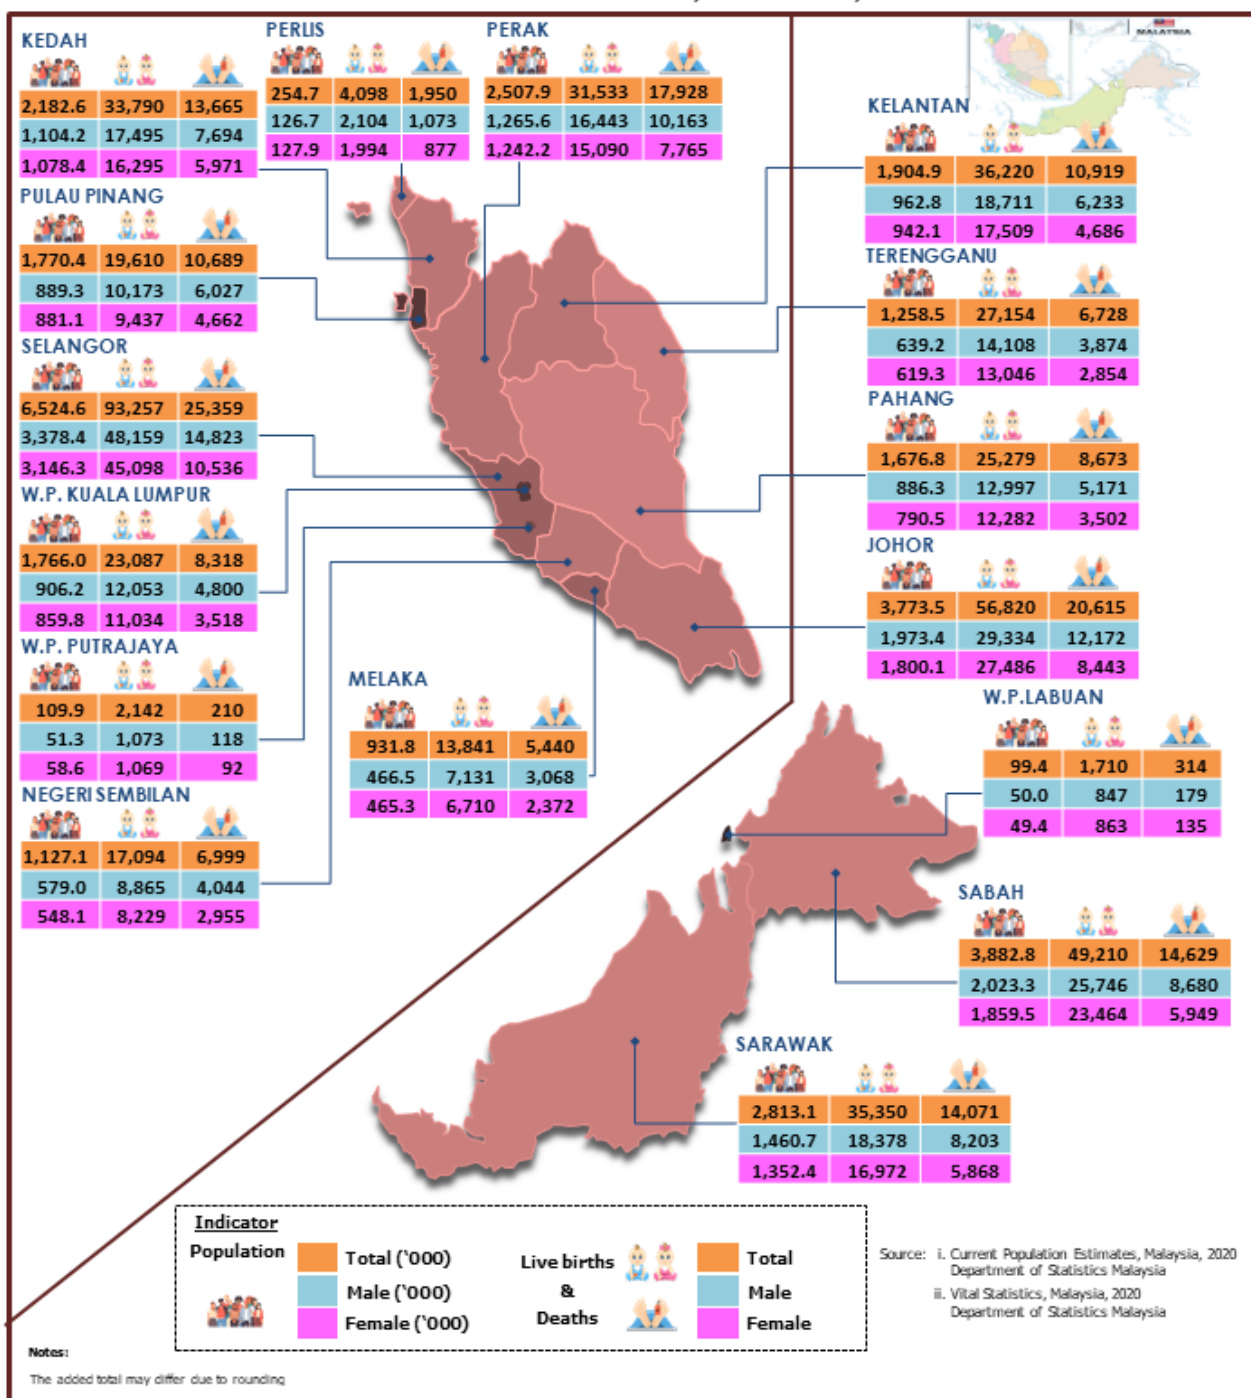 MALAYSIA
KEDAH
2,182.6 33,790 13,665
1,104.2 17,495 7,694
1,078.4 16,295 5,971
PERLIS
254.7 4,098 1,950
126.7 2,104 1,073
127.9 1,994 877
PERAK
2,507.9 31,533 17,928
1,265.6 16,443 10,163
1,242.2 15,090 7,765
KELANTAN
1,904.9 36,220 10,919
962.8 18,711 6,233
942.1 17,509 4,686
PULAU PINANG
1,770.4 19,610 10,689
889.3 10,173 6,027
881.1 9,437 4,662
TERENGGANU
1,258.5 27,154 6,728
639.2 14,108 3,874
619.3 13,046 2,854
SELANGOR
6,524.6 93,257 25,359
3,378.4 48,159 14,823
3,146.3 45,098 10,536
PAHANG
1,676.8 25,279 8,673
886.3 12,997 5,171
790.5 12,282 3,502
W.P. KUALA LUMPUR
1,766.0 23,087 8,318
906.2 12,053 4,800
859.8 11,034 3,518
JOHOR
3,773.5 56,820 20,615
1,973.4 29,334 12,172
1,800.1 27,486 8,443
W.P. PUTRAJAYA
109.9 2,142 210
51.3 1,073 118
58.6 1,069 92
MELAKA
931.8 13,841 5,440
466.5 7,131 3,068
465.3 6,710 2,372
W.P.LABUAN
99.4 1,710 314
50.0 847 179
49.4 863 135
NEGERI SEMBILAN
1,127.1 17,094 6,999
579.0 8,865 4,044
548.1 8,229 2,955
SABAH
3,882.8 49,210 14,629
2,023.3 25,746 8,680
1,859.5 23,464 5,949
SARAWAK
2,813.1 35,350 14,071
1,460.7 18,378 8,203
1,352.4 16,972 5,868
Indicator
Population
Total ('000)
Male ('000)
Female ('000)
Live births
&
Deaths
Total
Male
Female
Source: i. Current Population Estimates, Malaysia, 2020
Department of Statistics Malaysia
ii. Vital Statistics, Malaysia, 2020
Department of Statistics Malaysia
Notes:
The added total may differ due to rounding